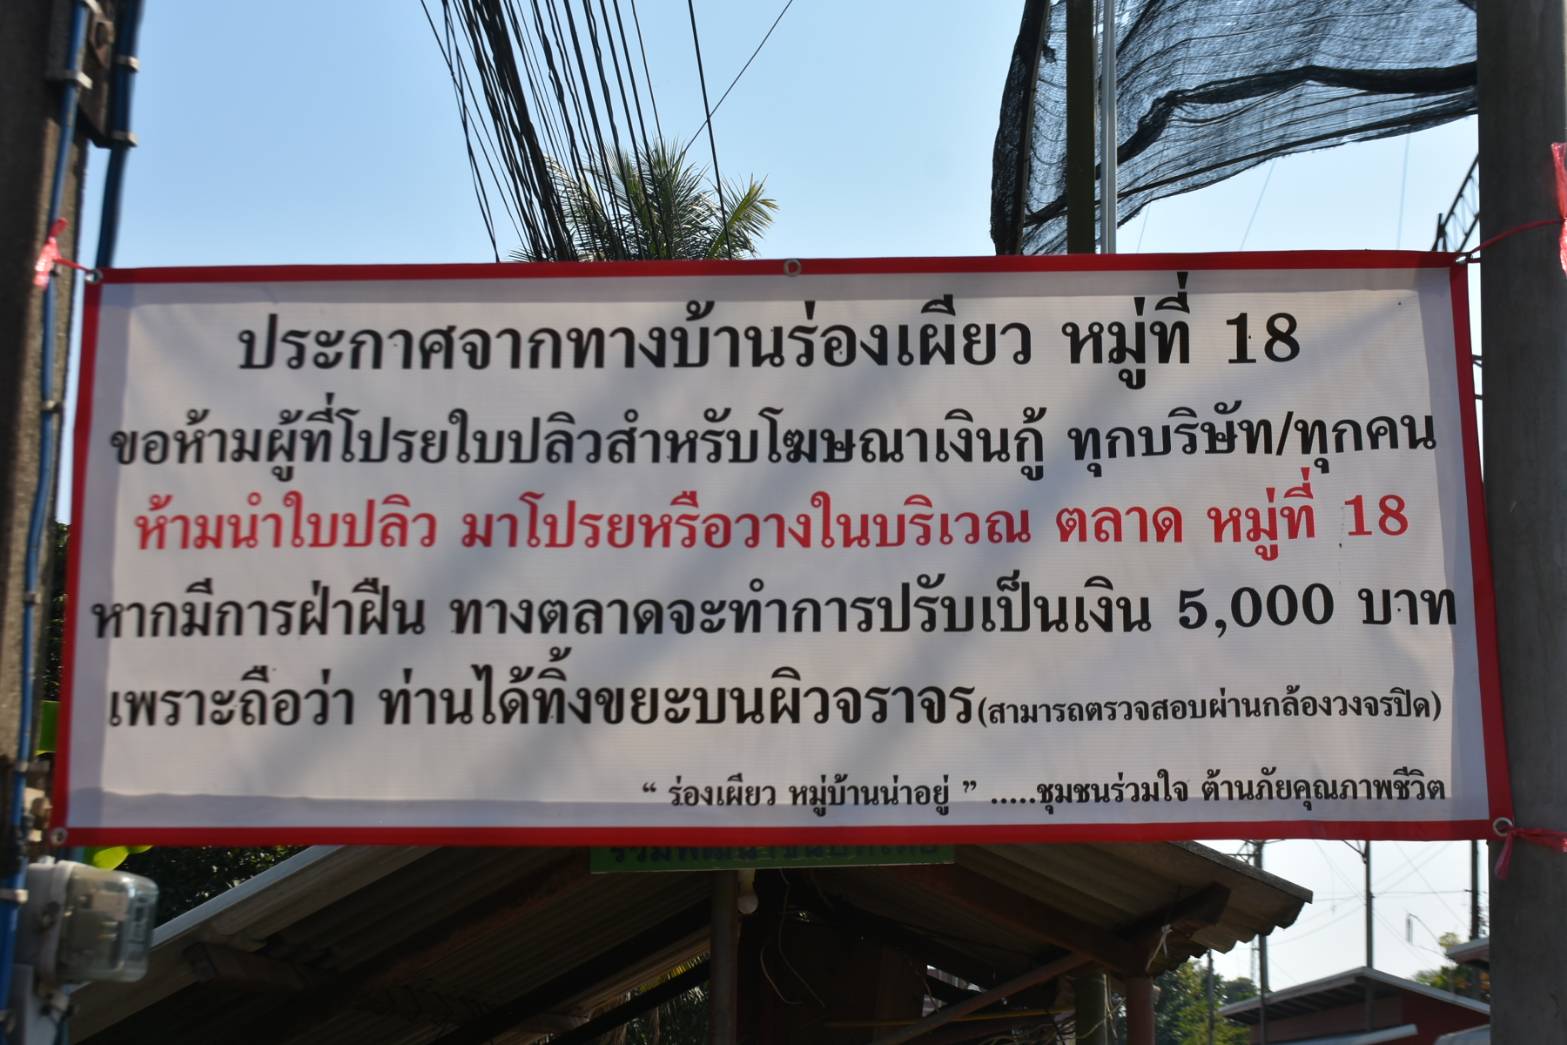 ประกาศจากทางบ้านร่องเผียว หมู่ที่ 18
ขอห้ามผู้ที่โปรยใบปลิวสำหรับโฆษณาเงินกู้ ทุกบริษัท/ทุกคน
ห้ามนำใบปลิว มาโปรยหรือวางในบริเวณ ตลาด หมู่ที่ 18
หากมีการฝ่าฝืน ทางตลาดจะทำการปรับเป็นเงิน 5,000 บาท
เพราะถือว่า ท่านได้ทิ้งขยะบนผิวจราจร(สามารถตรวจสอบผ่านกล้องวงจรปิด)
“ ร่องเผียว หมู่บ้านน่าอยู่ ” .....ชุมชนร่วมใจ ต้านภัยคุณภาพชีวิต